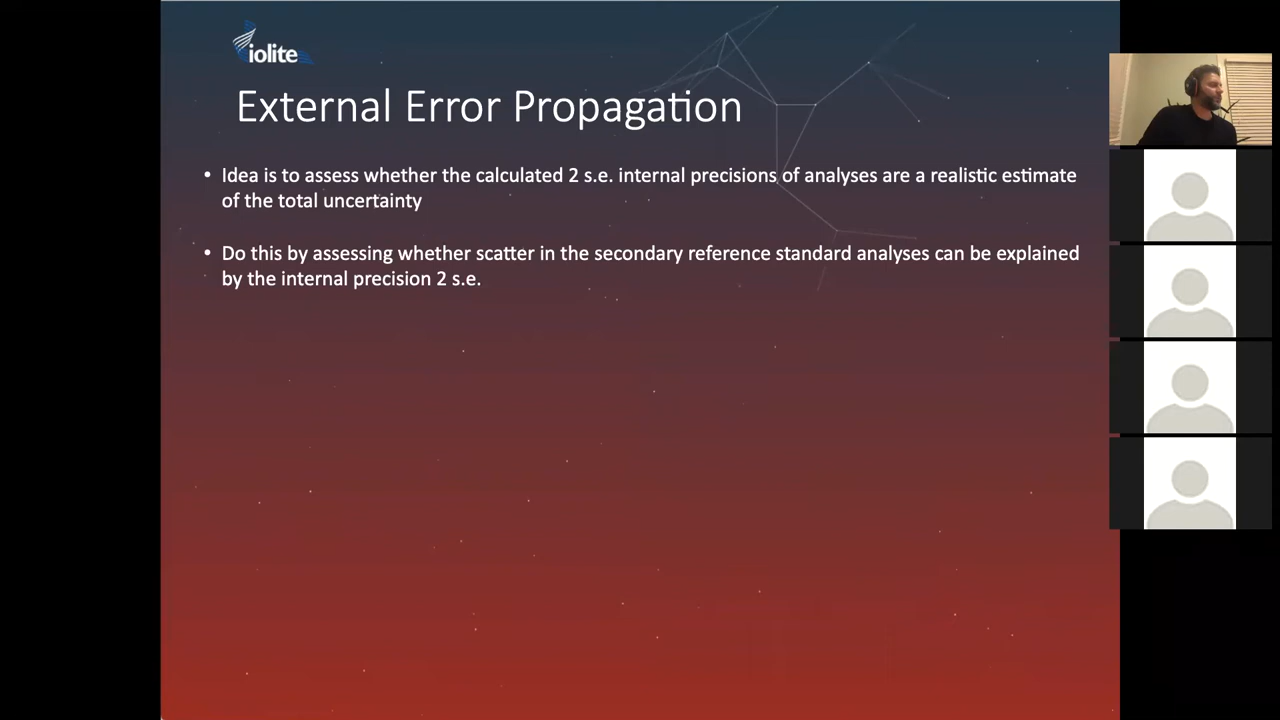 iolite
External Error Propagation
• Idea is to assess whether the calculated 2 s.e. internal precisions of analyses are a realistic estimate
of the total uncertainty
• Do this by assessing whether scatter in the secondary reference standard analyses can be explained
by the internal precision 2 s.e.